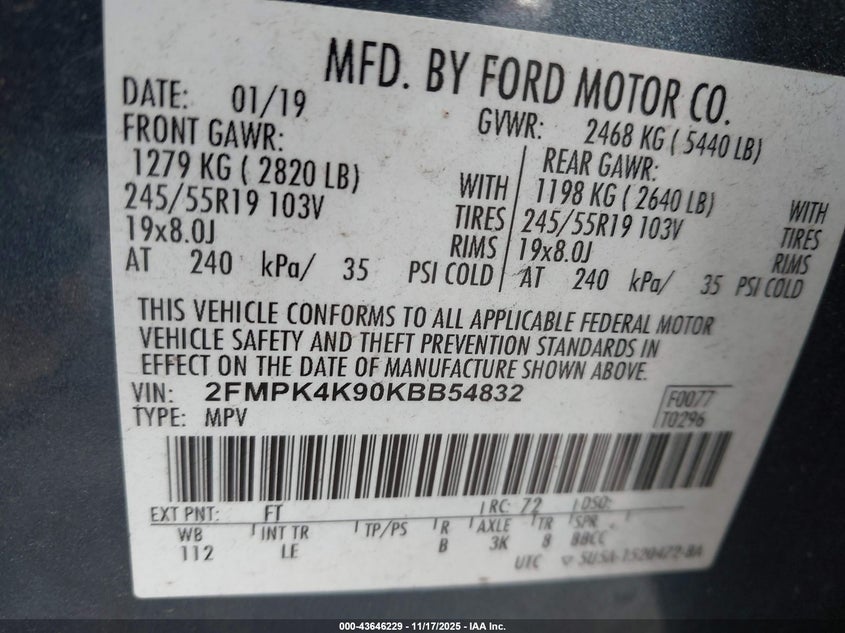 MFD. BY FORD MOTOR CO.
DATE: 01/19 GVWR: 2468 KG ( 5440 LB)
FRONT GAWR: REAR GAWR:
1279 KG ( 2820 LB) WITH 1198 KG ( 2640 LB) WITH
245/55R19 103V TIRES 245/55R19 103V TIRES
19x8.0J RIMS 19x8.0J RIMS
AT 240 kPa/ 35 PSI COLD AT 240 kPa/ 35 PSI COLD
THIS VEHICLE CONFORMS TO ALL APPLICABLE FEDERAL MOTOR
VEHICLE SAFETY AND THEFT PREVENTION STANDARDS IN
EFFECT ON THE DATE OF MANUFACTURE SHOWN ABOVE.
VIN: 2FMPK4K90KBB54832 F0077
TYPE: MPV T0296
EXT PNT: FT RC: 72 DSO:
WB INT TR TP/PS R AXLE TR SPR
112 LE B 3K 8 BBCC
UTC SUSA-1520472-BA
000-43646229 - 11/17/2025 - IAA Inc.